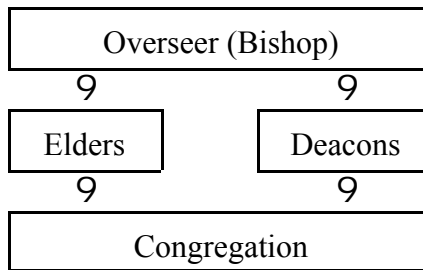 Overseer (Bishop)
9 9
Elders Deacons
9 9
Congregation